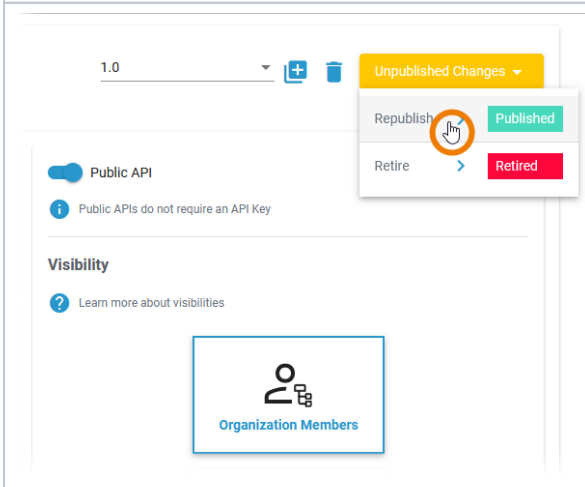 1.0
Unpublished Changes
Republish Published
Retire Retired
Public API
Public APIs do not require an API Key
Visibility
Learn more about visibilities
Organization Members